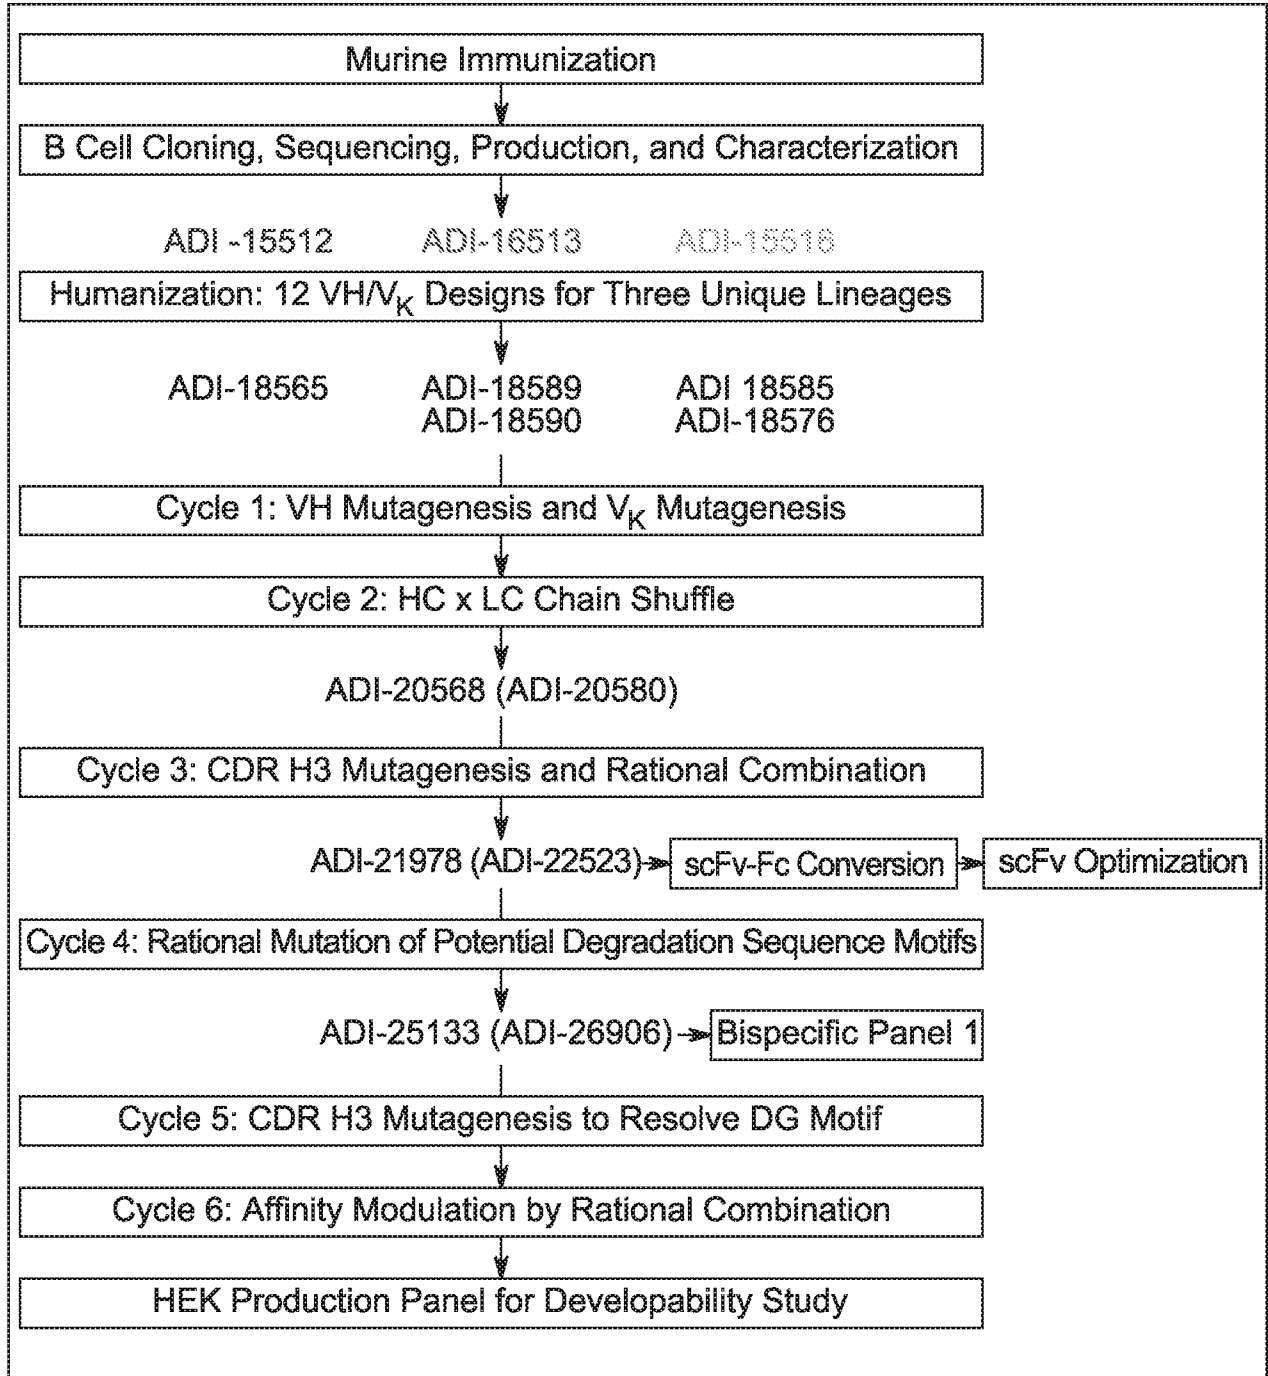 Murine Immunization
B Cell Cloning, Sequencing, Production, and Characterization
ADI -15512 ADI-16513 ADI-15516
Humanization: 12 VH/VK Designs for Three Unique Lineages
ADI-18565 ADI-18589 ADI 18585
ADI-18590 ADI-18576
Cycle 1: VH Mutagenesis and VK Mutagenesis
Cycle 2: HC x LC Chain Shuffle
ADI-20568 (ADI-20580)
Cycle 3: CDR H3 Mutagenesis and Rational Combination
ADI-21978 (ADI-22523) scFv-Fc Conversion scFv Optimization
Cycle 4: Rational Mutation of Potential Degradation Sequence Motifs
ADI-25133 (ADI-26906) Bispecific Panel 1
Cycle 5: CDR H3 Mutagenesis to Resolve DG Motif
Cycle 6: Affinity Modulation by Rational Combination
HEK Production Panel for Developability Study